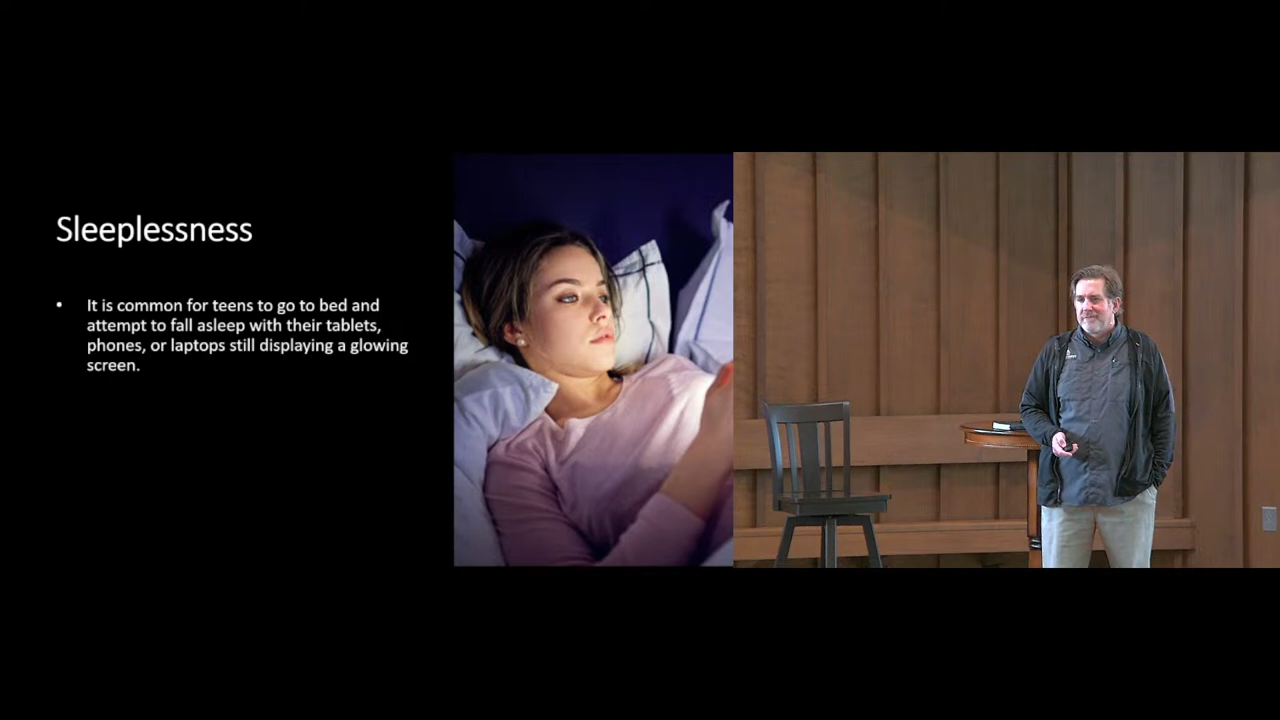 Sleeplessness
• It is common for teens to go to bed and
attempt to fall asleep with their tablets,
phones, or laptops still displaying a glowing
screen.